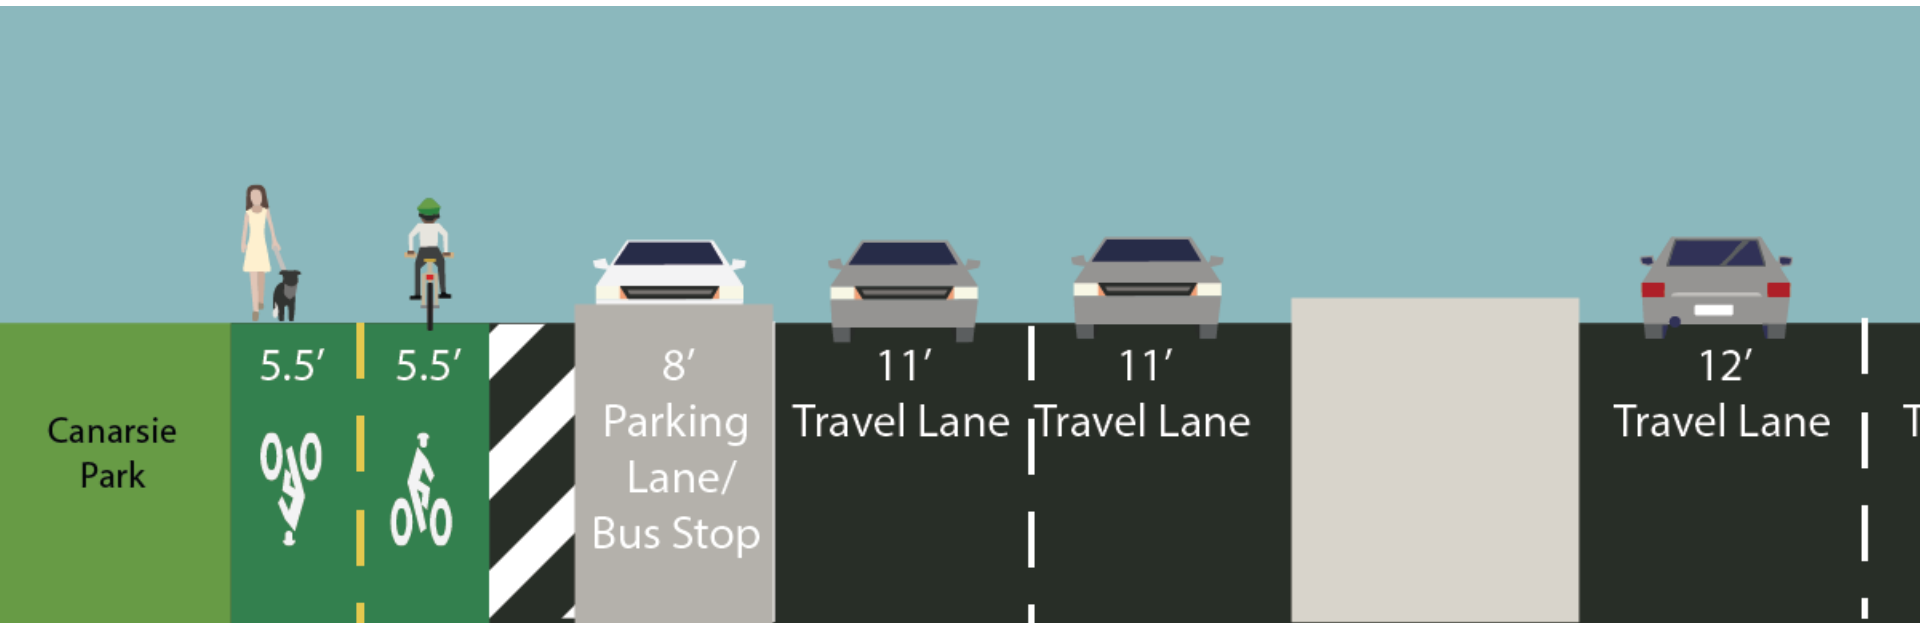 Canarsie
Park
5.5′
5.5′
8′
Parking
Lane/
Bus Stop
11′
Travel Lane
11′
Travel Lane
12′
Travel Lane
T